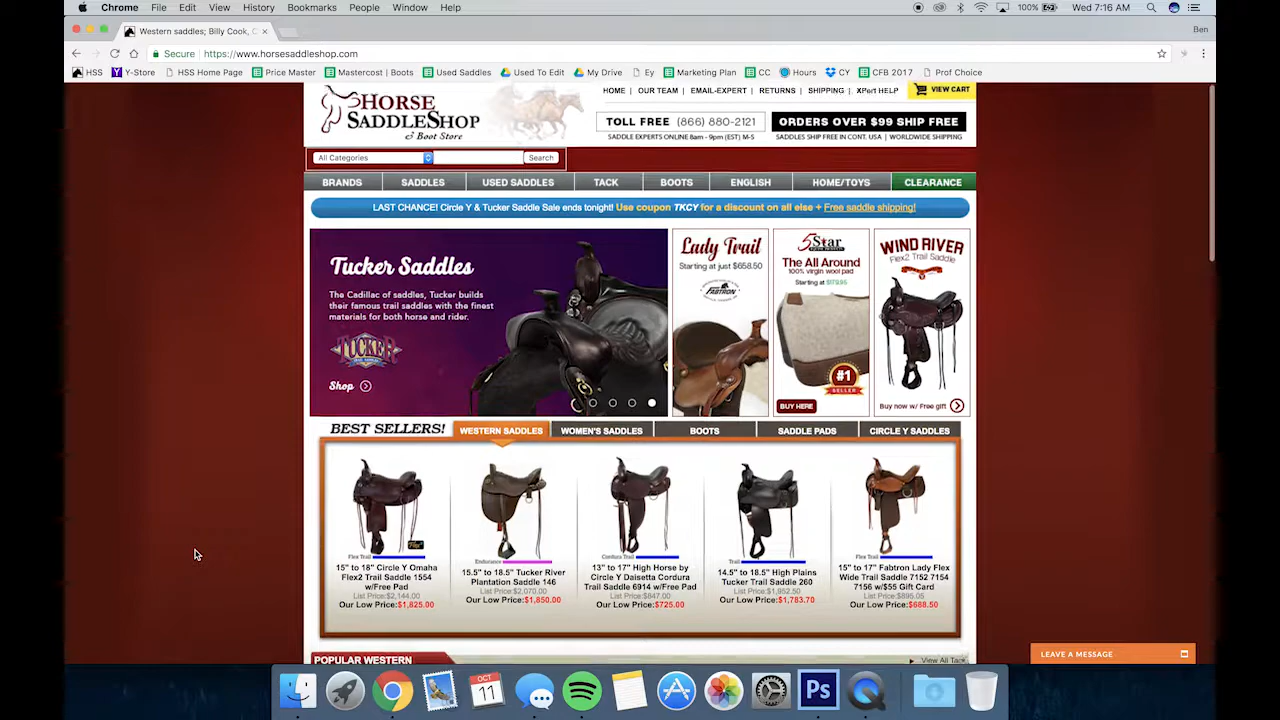 Chrome File Edit View History Bookmarks People Window Help
100% Wed 7:16 AM
Western saddles; Billy Cook, C
Ben
Secure https://www.horsesaddleshop.com
HSS Y-Store HSS Home Page Price Master Mastercost | Boots Used Saddles Used To Edit My Drive Ey Marketing Plan CC Hours CY CFB 2017 Prof Choice
HORSE
SADDLESHOP
& Boot Store
HOME / OUR TEAM / EMAIL-EXPERT / RETURNS / SHIPPING / XPert HELP
VIEW CART
TOLL FREE (866) 880-2121
SADDLE EXPERTS ONLINE 8am - 9pm (EST) M-S
ORDERS OVER $99 SHIP FREE
SADDLES SHIP FREE IN CONT. USA | WORLDWIDE SHIPPING
All Categories Search
BRANDS SADDLES USED SADDLES TACK BOOTS ENGLISH HOME/TOYS CLEARANCE
LAST CHANCE! Circle Y & Tucker Saddle Sale ends tonight! Use coupon TKCY for a discount on all else + Free saddle shipping!
Tucker Saddles
The Cadillac of saddles, Tucker builds
their famous trail saddles with the finest
materials for both horse and rider.
TUCKER
Shop
Lady Trail
Starting at just $658.50
FABTRON
5Star
The All Around
100% virgin wool pad
Starting at $179.95
#1
SELLER
BUY HERE
WIND RIVER
Flex2 Trail Saddle
Buy now w/ Free gift
BEST SELLERS! WESTERN SADDLES WOMEN'S SADDLES BOOTS SADDLE PADS CIRCLE Y SADDLES
Flex Trail
15" to 18" Circle Y Omaha
Flex2 Trail Saddle 1554
w/Free Pad
List Price:$2,144.00
Our Low Price:$1,825.00
Endurance
15.5" to 18.5" Tucker River
Plantation Saddle 146
List Price:$2,070.00
Our Low Price:$1,850.00
Cordura Trail
13" to 17" High Horse by
Circle Y Daisetta Cordura
Trail Saddle 6914 w/Free Pad
List Price:$847.00
Our Low Price:$725.00
Trail
14.5" to 18.5" High Plains
Tucker Trail Saddle 260
List Price:$1,952.50
Our Low Price:$1,783.70
Flex Trail
15" to 17" Fabtron Lady Flex
Wide Trail Saddle 7152 7154
7156 w/$55 Gift Card
List Price:$895.05
Our Low Price:$668.50
POPULAR WESTERN
View All Tack
LEAVE A MESSAGE
OCT
11
Ps